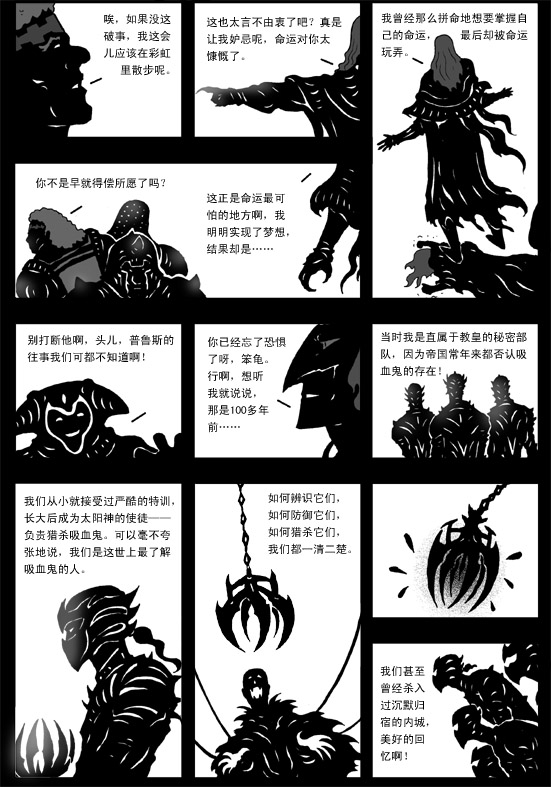 唉，如果没这
破事，我这会
儿应该在彩虹
里散步呢。
这也太言不由衷了吧？真是
让我妒忌呢，命运对你太
慷慨了。
我曾经那么拼命地想要掌握自
己的命运，最后却被命运
玩弄。
你不是早就得偿所愿了吗？
这正是命运最可
怕的地方啊，我
明明实现了梦想，
结果却是……
别打断他啊，头儿，普鲁斯的
往事我们可都不知道啊！
你已经忘了恐惧
了呀，笨龟。
行啊，想听
我就说说，
那是100多年
前……
当时我是直属于教皇的秘密部
队，因为帝国常年来都否认吸
血鬼的存在！
我们从小就接受过严酷的特训，
长大后成为太阳神的使徒——
负责猎杀吸血鬼。可以毫不夸
张地说，我们是这世上最了解
吸血鬼的人。
如何辨识它们，
如何防御它们，
如何猎杀它们，
我们都一清二楚。
我们甚至
曾经杀入
过沉默归
宿的内城，
美好的回
忆啊！